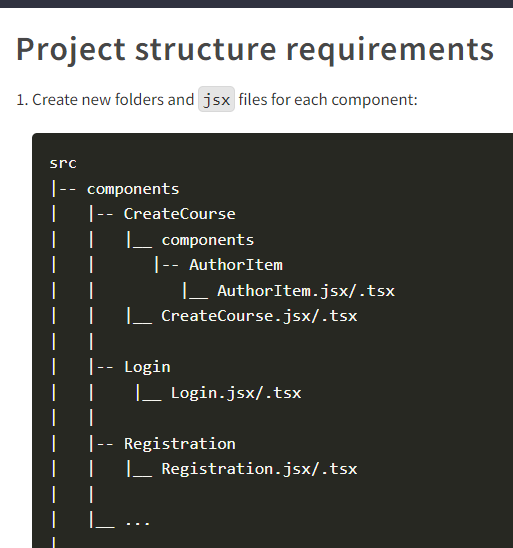 Project structure requirements
1. Create new folders and jsx files for each component:
src
|-- components
|   |-- CreateCourse
|   |   |__ components
|   |      |-- AuthorItem
|   |         |__ AuthorItem.jsx/.tsx
|   |   |__ CreateCourse.jsx/.tsx
|   |
|   |-- Login
|   |    |__ Login.jsx/.tsx
|   |
|   |-- Registration
|   |   |__ Registration.jsx/.tsx
|   |
|   |__ ...
|